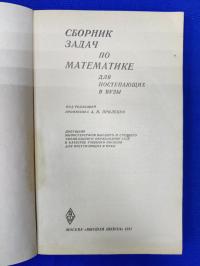 СБОРНИК
ЗАДАЧ
ПО
МАТЕМАТИКЕ
ДЛЯ
ПОСТУПАЮЩИХ
В ВУЗЫ
ПОД РЕДАКЦИЕЙ
ПРОФЕССОРА А. И. ПРИЛЕПКО
ДОПУЩЕНО
МИНИСТЕРСТВОМ ВЫСШЕГО И СРЕДНЕГО
СПЕЦИАЛЬНОГО ОБРАЗОВАНИЯ СССР
В КАЧЕСТВЕ УЧЕБНОГО ПОСОБИЯ
ДЛЯ ПОСТУПАЮЩИХ В ВУЗЫ
МОСКВА «ВЫСШАЯ ШКОЛА»